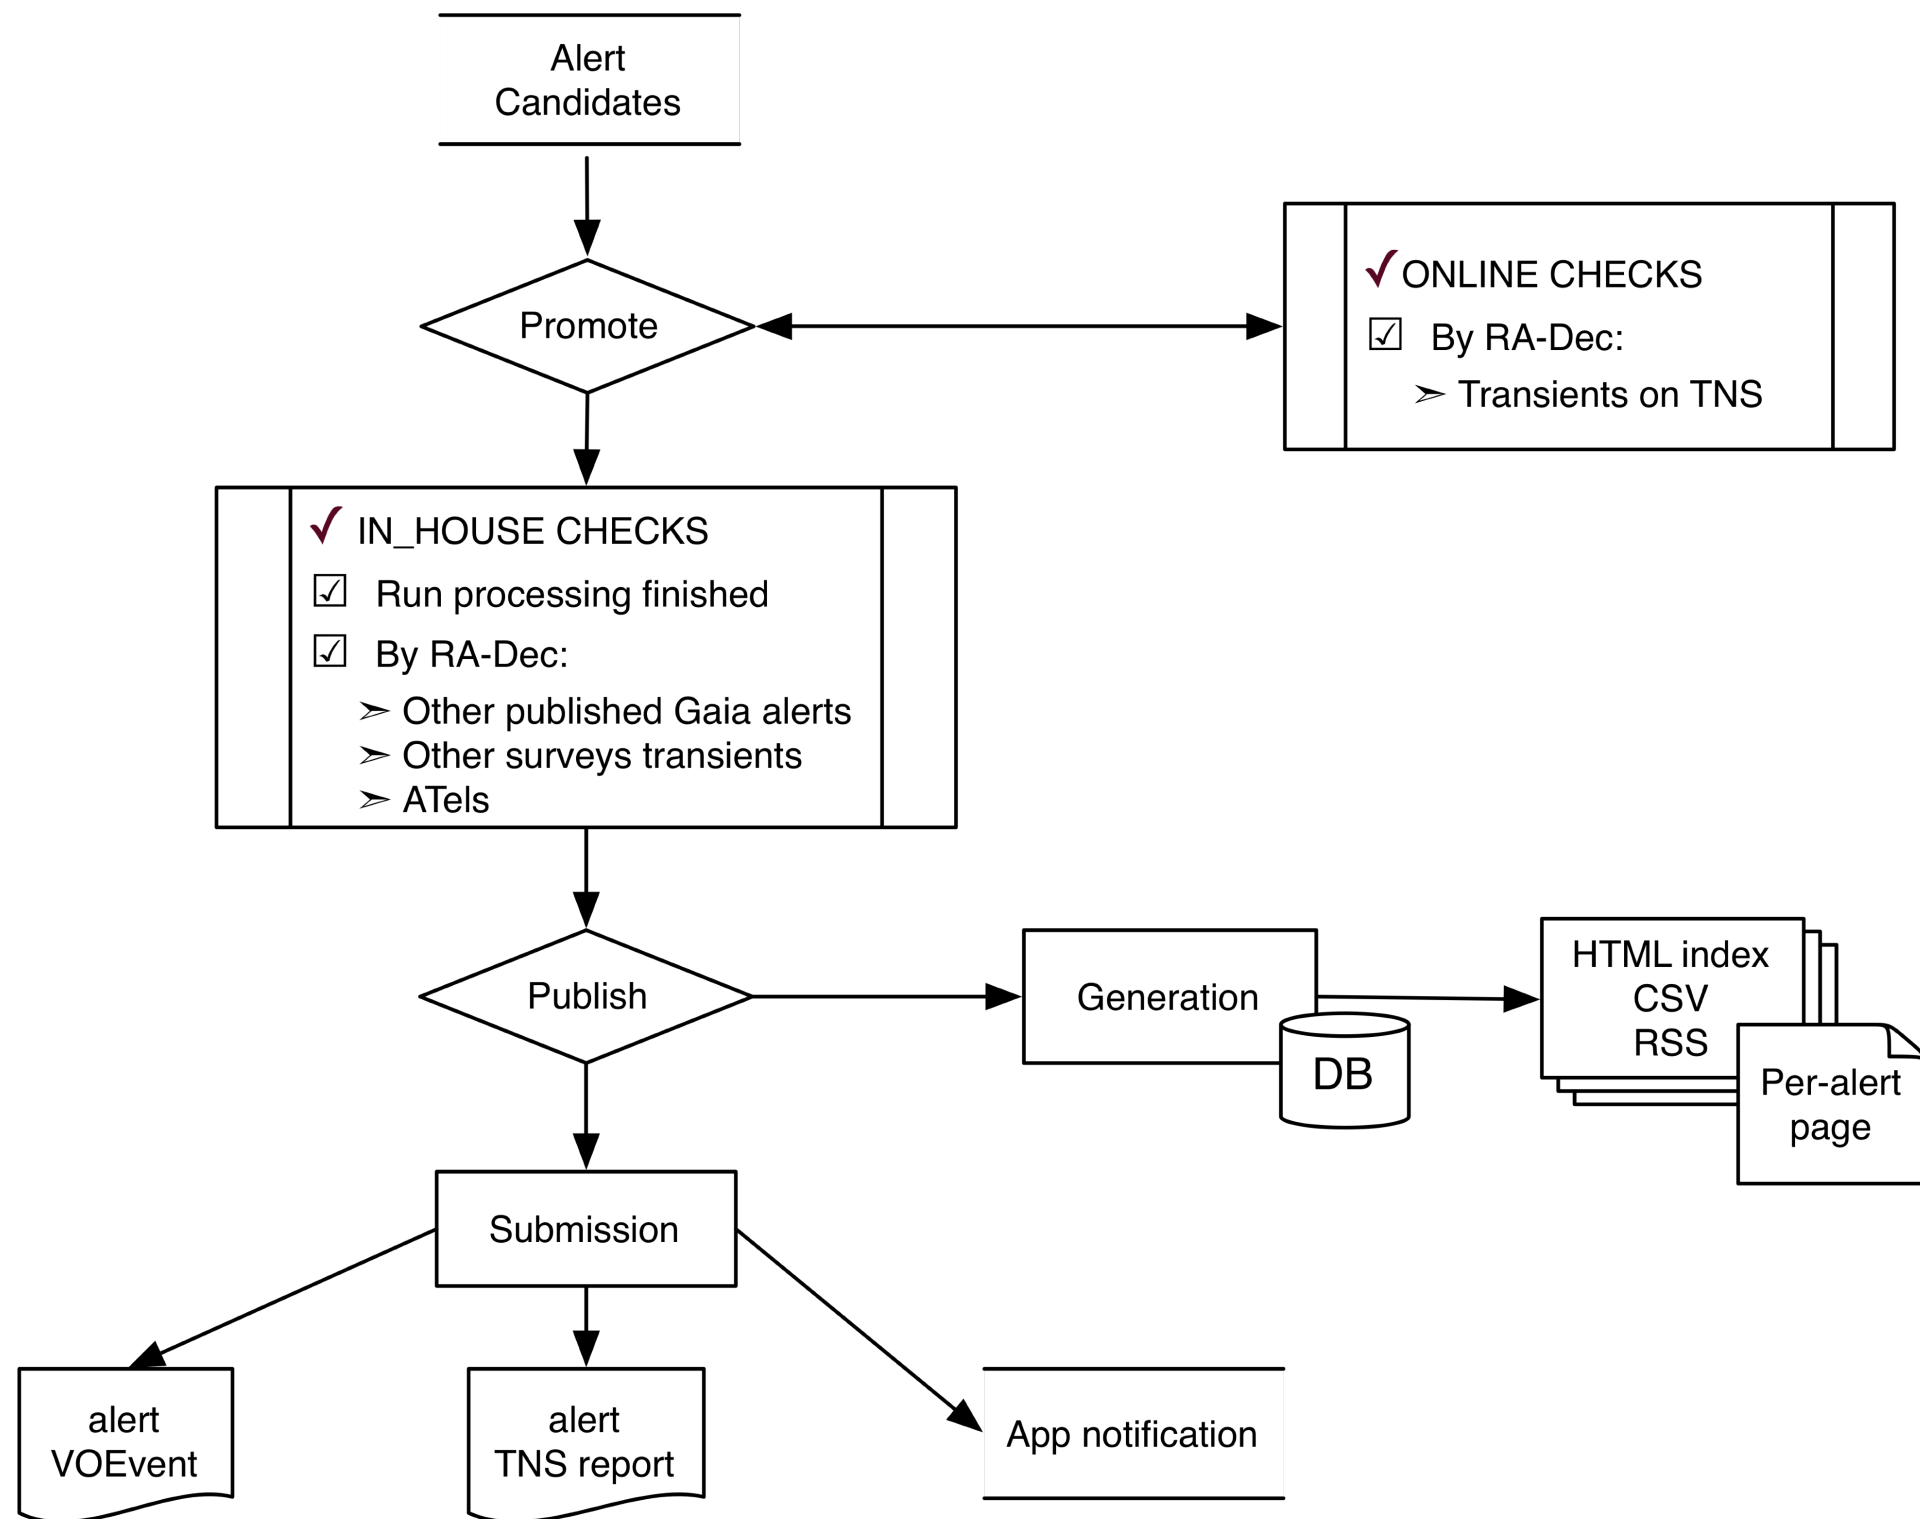 Alert
Candidates
Promote
✓ONLINE CHECKS
☑ By RA-Dec:
➢ Transients on TNS
✓ IN_HOUSE CHECKS
☑ Run processing finished
☑ By RA-Dec:
➢ Other published Gaia alerts
➢ Other surveys transients
➢ ATels
Publish
Generation
DB
HTML index
CSV
RSS
Per-alert
page
Submission
alert
VOEvent
alert
TNS report
App notification